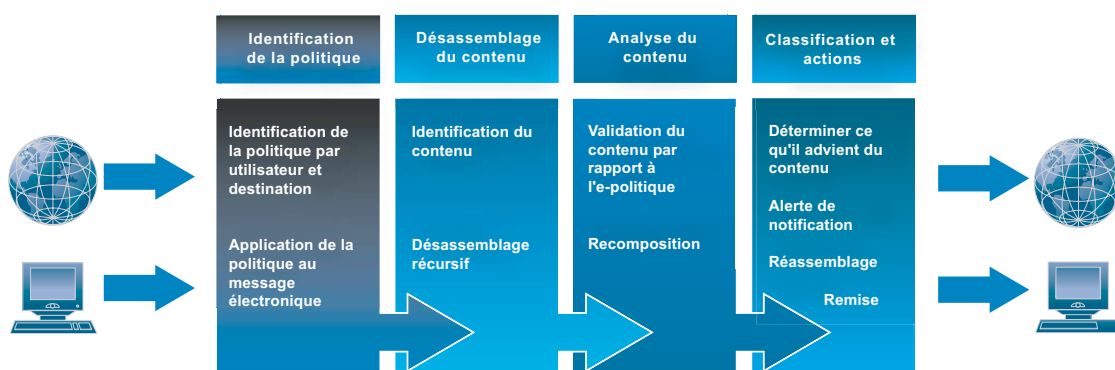 Identification
de la politique
Désassemblage
du contenu
Analyse du
contenu
Classification et
actions
Identification de
la politique par
utilisateur et
destination
Application de la
politique au
message
électronique
Identification du
contenu
Désassemblage
récursif
Validation du
contenu par
rapport à
l'e-politique
Recomposition
Déterminer ce
qu'il advient du
contenu
Alerte de
notification
Réassemblage
Remise